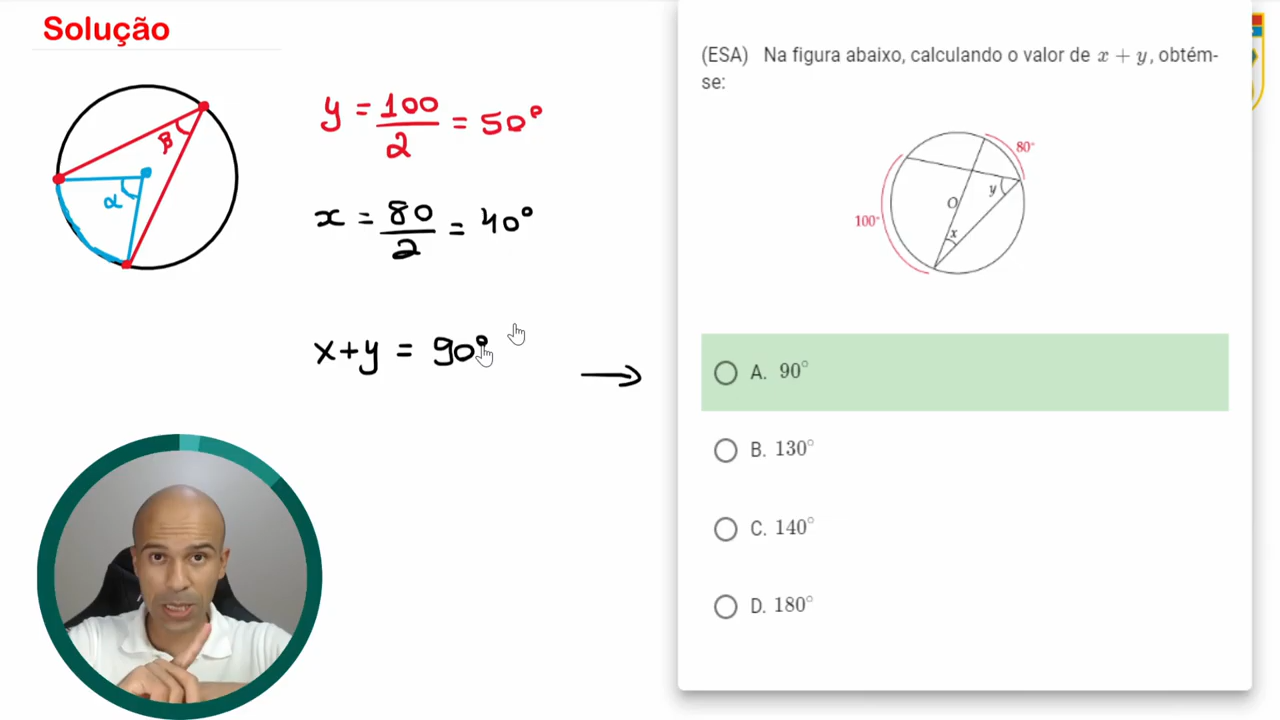 Solução
β
α
y = 100/2 = 50°
x = 80/2 = 40°
x+y = 90°
(ESA) Na figura abaixo, calculando o valor de x + y, obtém-
se:
80°
y
O
100°
x
A. 90°
B. 130°
C. 140°
D. 180°